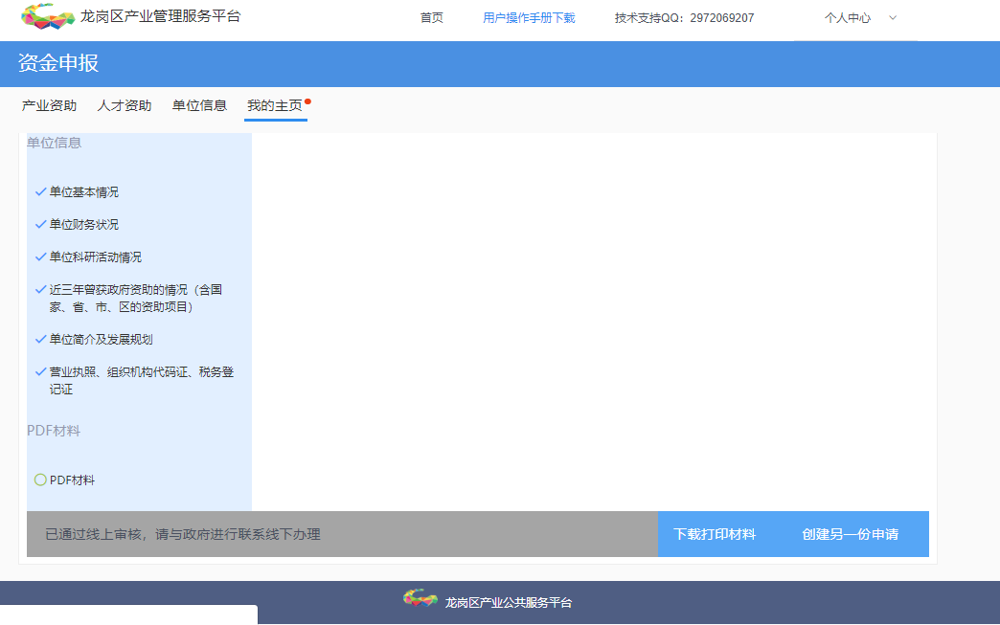 龙岗区产业管理服务平台
首页
用户操作手册下载
技术支持QQ：2972069207
个人中心
资金申报
产业资助
人才资助
单位信息
我的主页
单位信息
单位基本情况
单位财务状况
单位科研活动情况
近三年曾获政府资助的情况（含国
家、省、市、区的资助项目）
单位简介及发展规划
营业执照、组织机构代码证、税务登
记证
PDF材料
PDF材料
已通过线上审核，请与政府进行联系线下办理
下载打印材料
创建另一份申请
龙岗区产业公共服务平台